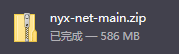 nyx-net-main.zip
已完成 — 586 MB